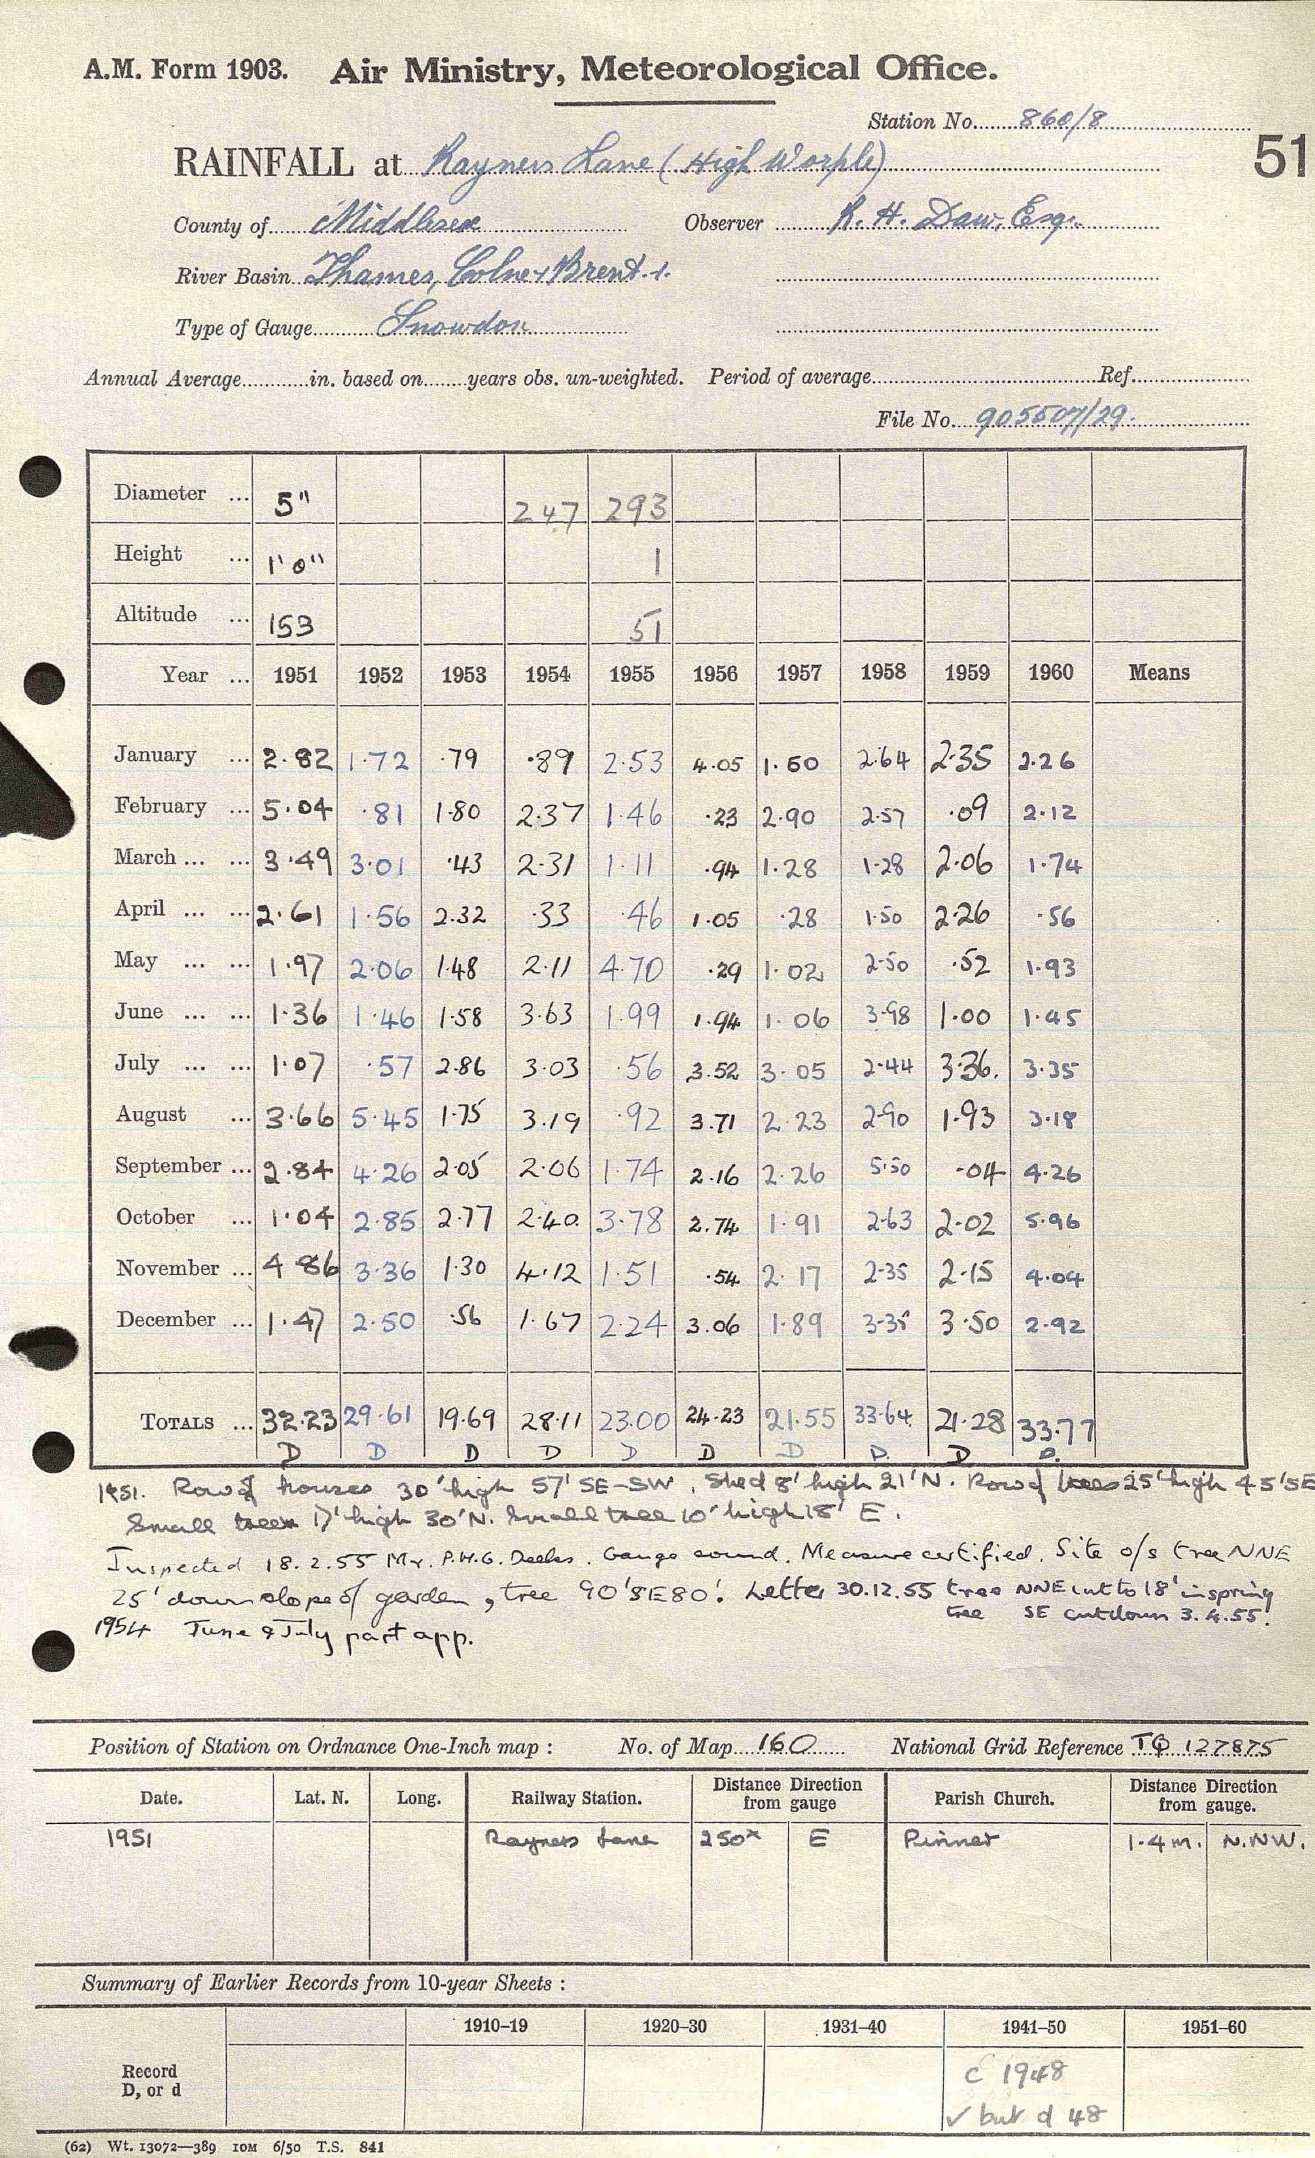 A.M. Form 1903. Air Ministry, Meteorological Office.
Station No. 860/8
RAINFALL at Rayners Lane (High Worple)
51
County of Middlesex Observer R. H. Daw, Esq.
River Basin Thames, Colne & Brent.
Type of Gauge Snowdon
Annual Average in. based on years obs. un-weighted. Period of average Ref.
File No. 905507/29.
Diameter ... 5" 247 293
Height ... 1'0" 1
Altitude ... 153 51
Year ... 1951 1952 1953 1954 1955 1956 1957 1958 1959 1960 Means
January ... 2.82 1.72 .79 .89 2.53 4.05 1.50 2.64 2.35 2.26
February ... 5.04 .81 1.80 2.37 1.46 .23 2.90 2.57 .09 2.12
March ... ... 3.49 3.01 .43 2.31 1.11 .94 1.28 1.28 2.06 1.74
April ... ... 2.61 1.56 2.32 .33 .46 1.05 .28 1.50 2.26 .56
May ... ... 1.97 2.06 1.48 2.11 4.70 .29 1.02 2.50 .52 1.93
June ... ... 1.36 1.46 1.58 3.63 1.99 1.94 1.06 3.98 1.00 1.45
July ... ... 1.07 .57 2.86 3.03 .56 3.52 3.05 2.44 3.36. 3.35
August ... 3.66 5.45 1.75 3.19 .92 3.71 2.23 2.90 1.93 3.18
September ... 2.84 4.26 2.05 2.06 1.74 2.16 2.26 5.50 .04 4.26
October ... 1.04 2.85 2.77 2.40 3.78 2.74 1.91 2.63 2.02 5.96
November ... 4 86 3.36 1.30 4.12 1.51 .54 2.17 2.35 2.15 4.04
December ... 1.47 2.50 .56 1.67 2.24 3.06 1.89 3.35 3.50 2.92
TOTALS ... 32.23 29.61 19.69 28.11 23.00 24.23 21.55 33.64 21.28 33.77
D D D D D D D D. D D.
1951. Row of houses 30' high 57' SE-SW, Shed 8' high 21' N. Row of trees 25' high 45' SE
Small trees 17' high 30' N. Small tree 10' high 18' E.
Inspected 18.2.55 Mr. P.H.G. Deeks. Gauge sound. Measure certified. Site o/s tree NNE
25' down slope of garden, tree 90' SE 80'. Letter 30.12.55 tree NNE cut to 18' in spring
tree SE cut down 3.4.55.
1954 June & July part app.
Position of Station on Ordnance One-Inch map : No. of Map 160 National Grid Reference TQ 127875
Date. Lat. N. Long. Railway Station. Distance Direction from gauge Parish Church. Distance Direction from gauge.
1951 Rayners Lane 250x E Pinner 1.4 m. N.NW.
Summary of Earlier Records from 10-year Sheets :
1910–19 1920–30 1931–40 1941–50 1951–60
Record
D, or d
c 1948
✓ but d 48
(62) Wt. 13072—389 10M 6/50 T.S. 841